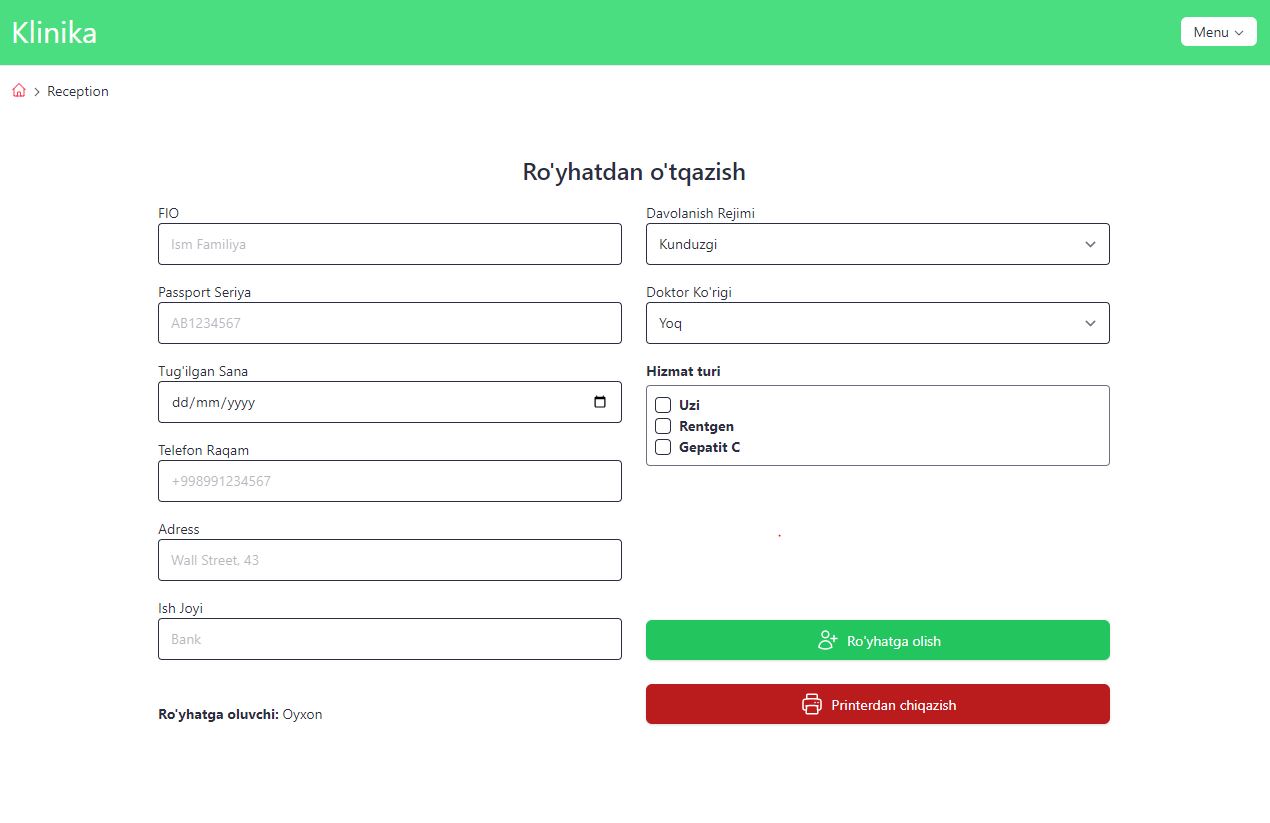 Klinika
Menu
Reception
Ro'yhatdan o'tqazish
FIO
Ism Familiya
Passport Seriya
AB1234567
Tug'ilgan Sana
dd/mm/yyyy
Telefon Raqam
+998991234567
Adress
Wall Street, 43
Ish Joyi
Bank
Ro'yhatga oluvchi: Oyxon
Davolanish Rejimi
Kunduzgi
Doktor Ko'rigi
Yoq
Hizmat turi
Uzi
Rentgen
Gepatit C
Ro'yhatga olish
Printerdan chiqazish